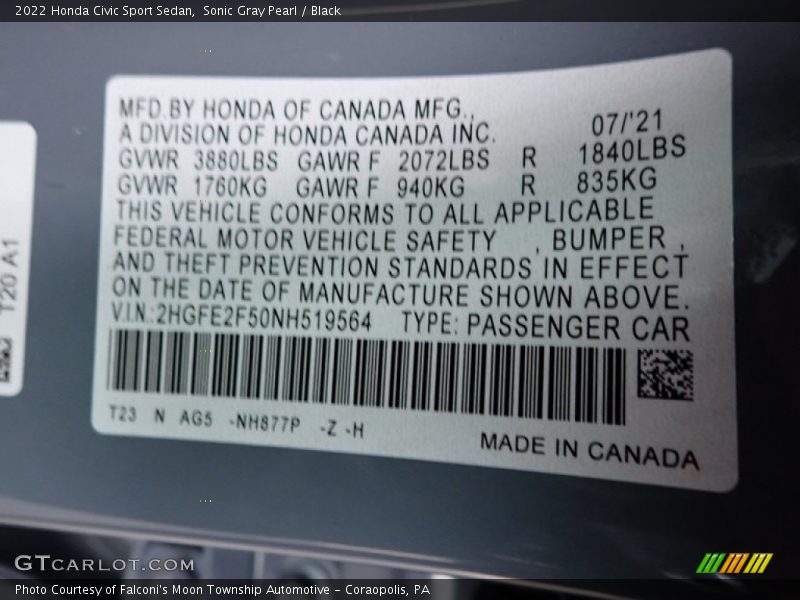 2022 Honda Civic Sport Sedan, Sonic Gray Pearl / Black
MFD.BY HONDA OF CANADA MFG., 07/'21
A DIVISION OF HONDA CANADA INC.
GVWR 3880LBS GAWR F 2072LBS R 1840LBS
GVWR 1760KG GAWR F 940KG R 835KG
THIS VEHICLE CONFORMS TO ALL APPLICABLE
FEDERAL MOTOR VEHICLE SAFETY , BUMPER ,
AND THEFT PREVENTION STANDARDS IN EFFECT
ON THE DATE OF MANUFACTURE SHOWN ABOVE.
V.I.N.:2HGFE2F50NH519564 TYPE: PASSENGER CAR
T23 N AG5 -NH877P -Z -H
MADE IN CANADA
T20 A1
GTCARLOT.COM
Photo Courtesy of Falconi's Moon Township Automotive - Coraopolis, PA